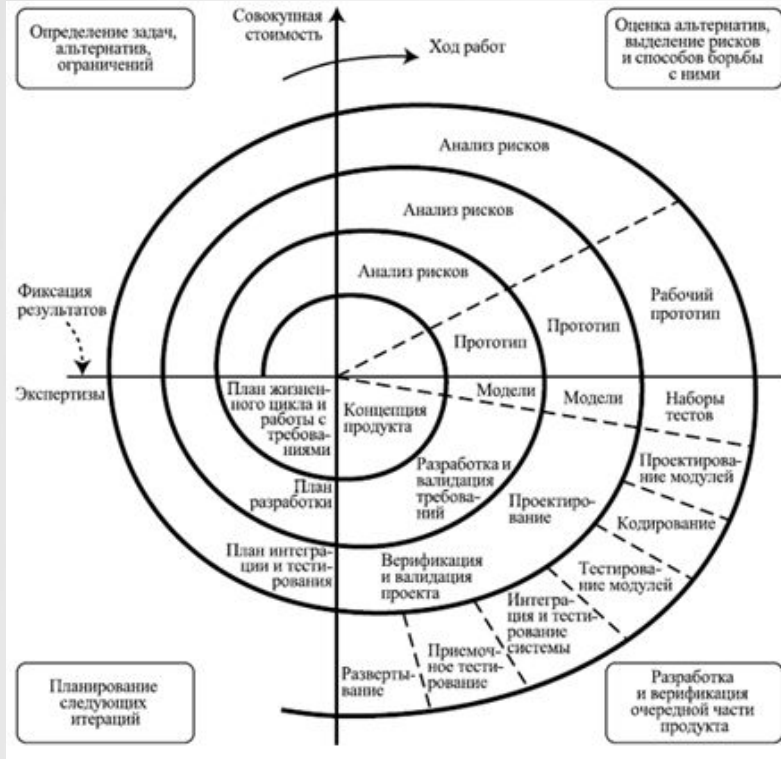 Определение задач,
альтернатив,
ограничений
Совокупная
стоимость
Ход работ
Оценка альтернатив,
выделение рисков
и способов борьбы
с ними
Анализ рисков
Анализ рисков
Анализ рисков
Фиксация
результатов
Экспертизы
Прототип
Прототип
Рабочий
прототип
План жизнен-
ного цикла и
работы с
требова-
ниями
Концепция
продукта
Модели
Модели
Наборы
тестов
План
разработки
Разработка и
валидация
требова-
ний
Проектиро-
вание
Проектирова-
ние модулей
Кодирование
План интегра-
ции и тести-
рования
Верификация
и валидация
проекта
Тестирова-
ние модулей
Интегра-
ция и тести-
рование
системы
Приемоч-
ное тести-
рование
Разверты-
вание
Планирование
следующих
итераций
Разработка
и верификация
очередной части
продукта